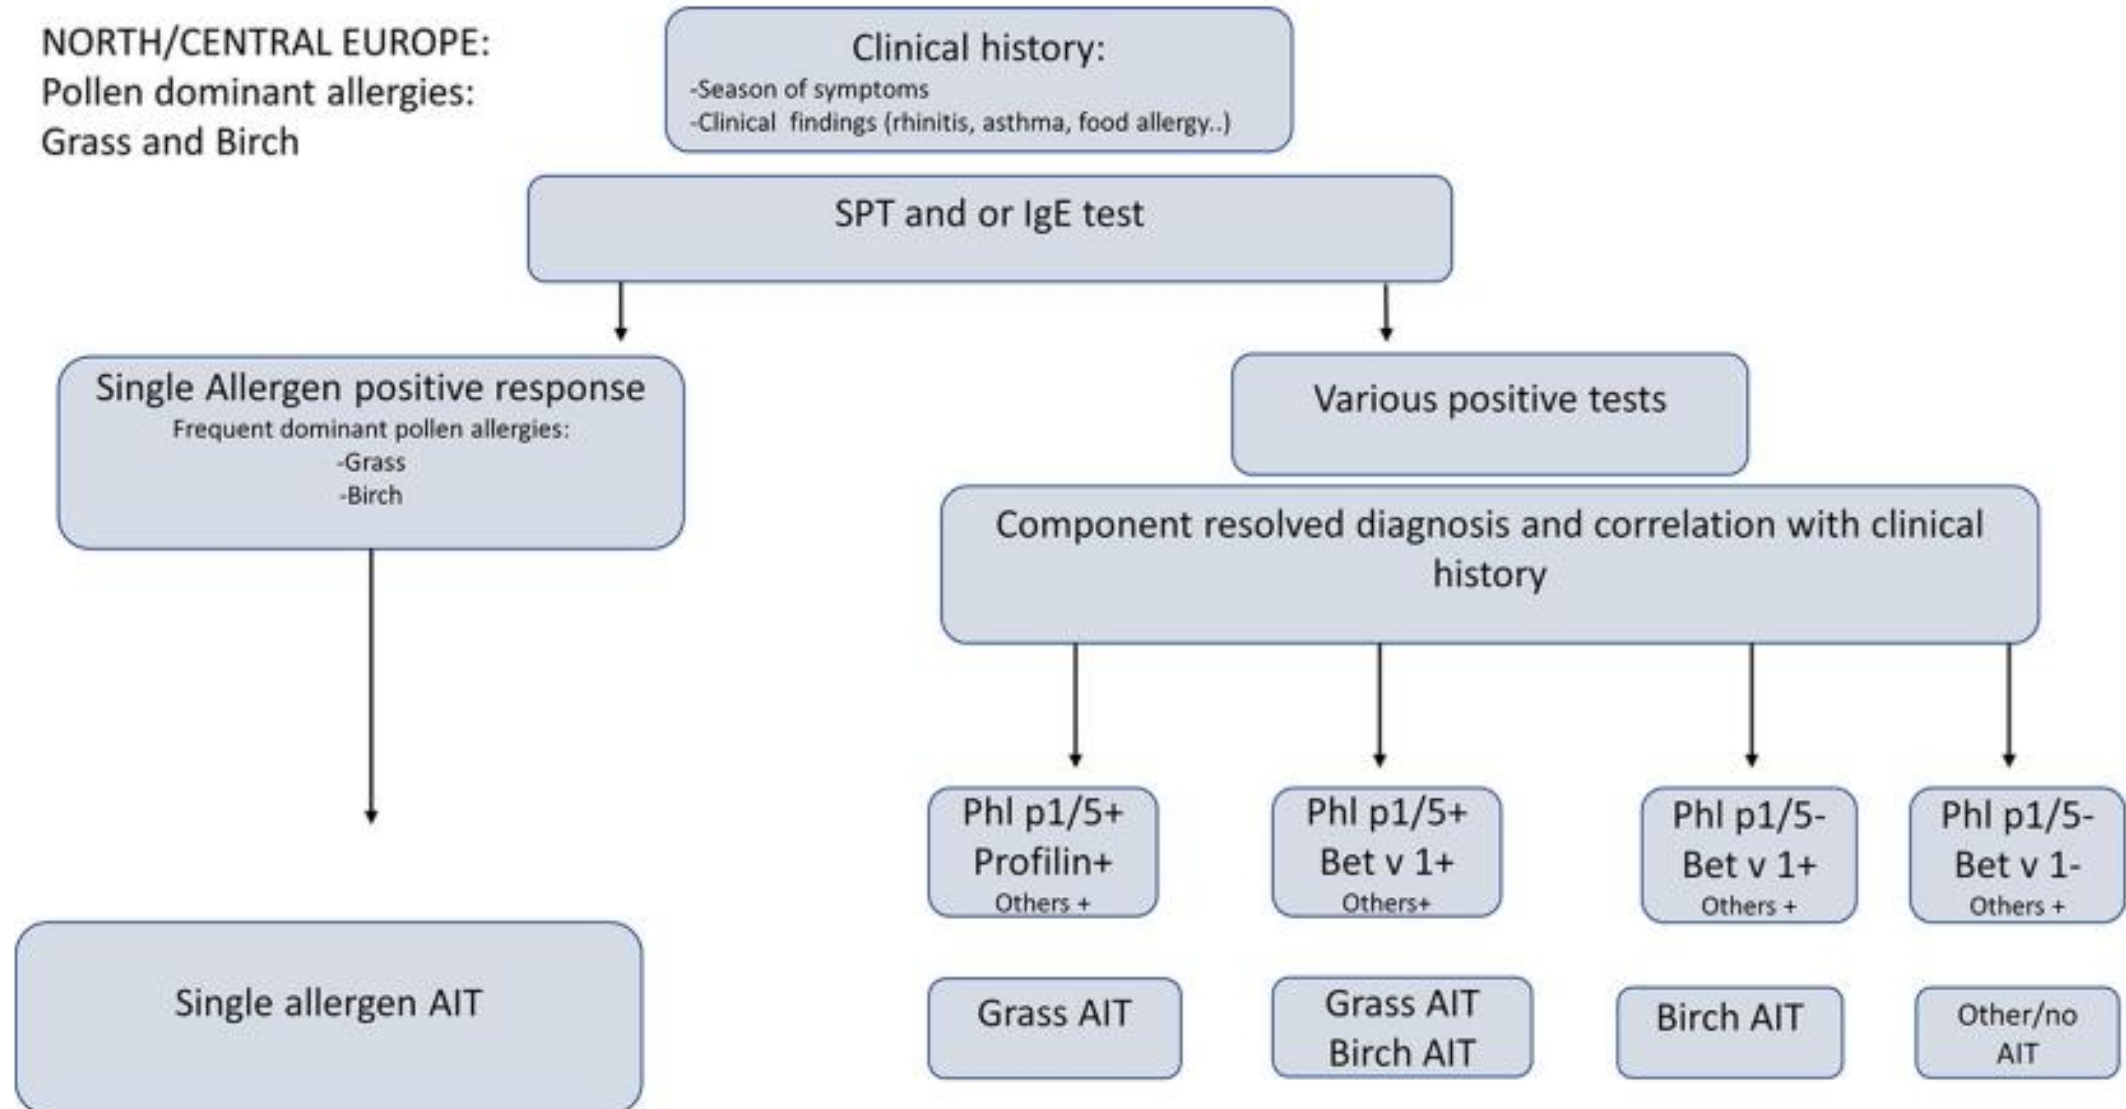 NORTH/CENTRAL EUROPE:
Pollen dominant allergies:
Grass and Birch
Clinical history:
-Season of symptoms
-Clinical findings (rhinitis, asthma, food allergy..)
SPT and or IgE test
Single Allergen positive response
Frequent dominant pollen allergies:
-Grass
-Birch
Various positive tests
Component resolved diagnosis and correlation with clinical
history
Phl p1/5+
Profilin+
Others +
Phl p1/5+
Bet v 1+
Others+
Phl p1/5-
Bet v 1+
Others +
Phl p1/5-
Bet v 1-
Others +
Single allergen AIT
Grass AIT
Grass AIT
Birch AIT
Birch AIT
Other/no
AIT